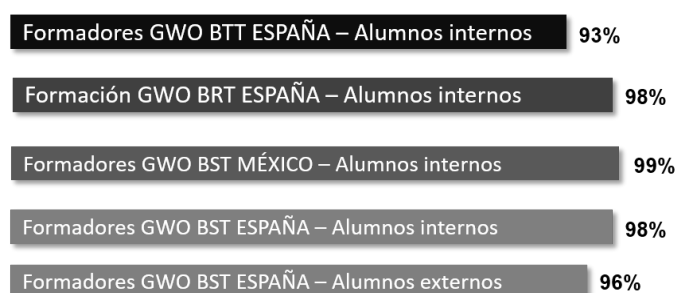 Formadores GWO BTT ESPAÑA – Alumnos internos 93%
Formación GWO BRT ESPAÑA – Alumnos internos 98%
Formadores GWO BST MÉXICO – Alumnos internos 99%
Formadores GWO BST ESPAÑA – Alumnos internos 98%
Formadores GWO BST ESPAÑA – Alumnos externos 96%